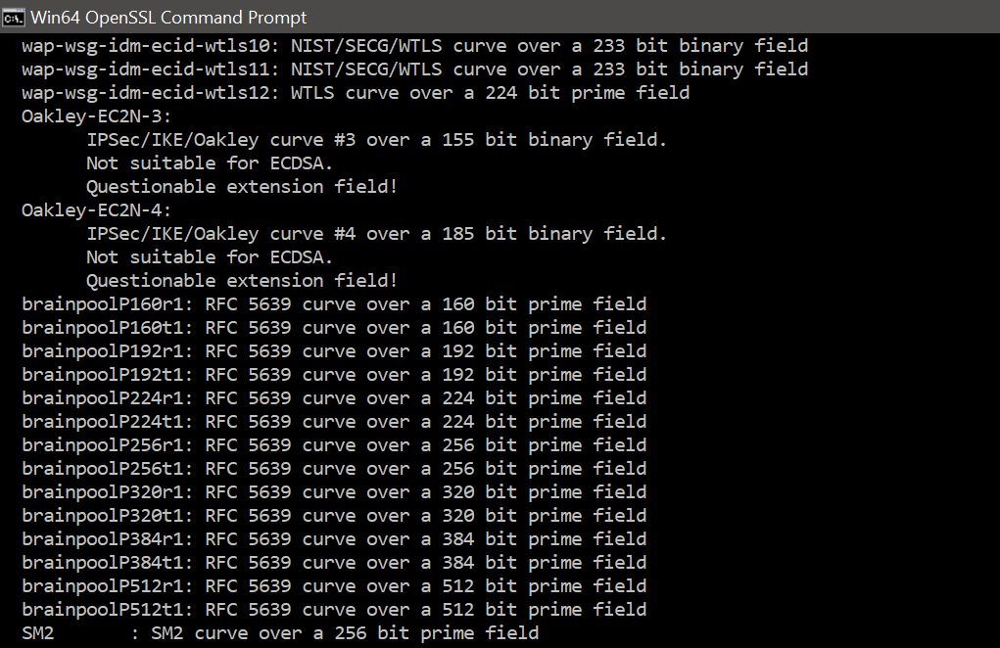 Win64 OpenSSL Command Prompt
wap-wsg-idm-ecid-wtls10: NIST/SECG/WTLS curve over a 233 bit binary field
wap-wsg-idm-ecid-wtls11: NIST/SECG/WTLS curve over a 233 bit binary field
wap-wsg-idm-ecid-wtls12: WTLS curve over a 224 bit prime field
Oakley-EC2N-3:
IPSec/IKE/Oakley curve #3 over a 155 bit binary field.
Not suitable for ECDSA.
Questionable extension field!
Oakley-EC2N-4:
IPSec/IKE/Oakley curve #4 over a 185 bit binary field.
Not suitable for ECDSA.
Questionable extension field!
brainpoolP160r1: RFC 5639 curve over a 160 bit prime field
brainpoolP160t1: RFC 5639 curve over a 160 bit prime field
brainpoolP192r1: RFC 5639 curve over a 192 bit prime field
brainpoolP192t1: RFC 5639 curve over a 192 bit prime field
brainpoolP224r1: RFC 5639 curve over a 224 bit prime field
brainpoolP224t1: RFC 5639 curve over a 224 bit prime field
brainpoolP256r1: RFC 5639 curve over a 256 bit prime field
brainpoolP256t1: RFC 5639 curve over a 256 bit prime field
brainpoolP320r1: RFC 5639 curve over a 320 bit prime field
brainpoolP320t1: RFC 5639 curve over a 320 bit prime field
brainpoolP384r1: RFC 5639 curve over a 384 bit prime field
brainpoolP384t1: RFC 5639 curve over a 384 bit prime field
brainpoolP512r1: RFC 5639 curve over a 512 bit prime field
brainpoolP512t1: RFC 5639 curve over a 512 bit prime field
SM2       : SM2 curve over a 256 bit prime field